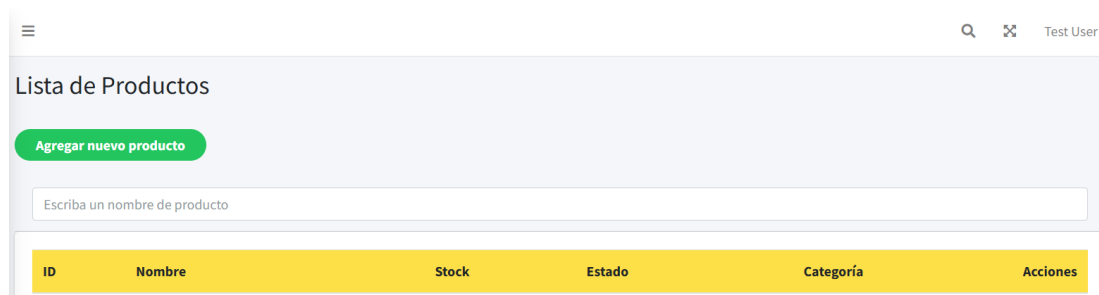 Test User
Lista de Productos
Agregar nuevo producto
Escriba un nombre de producto
ID Nombre Stock Estado Categoría Acciones